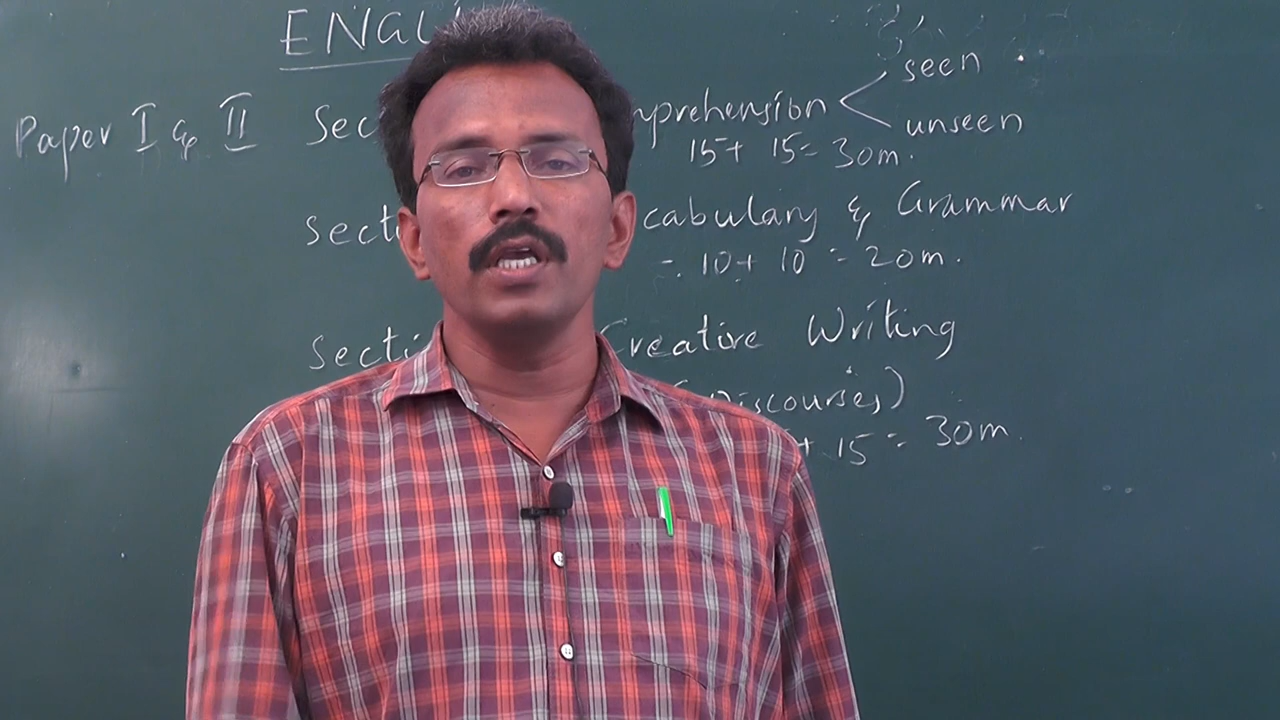 ENGL
Paper I & II Sec mprehension < seen
unseen
15+ 15= 30m.
Secti cabulary & Grammar
-. 10+ 10 = 20m.
Secti Creative Writing
(Discourses)
+ 15 = 30m.